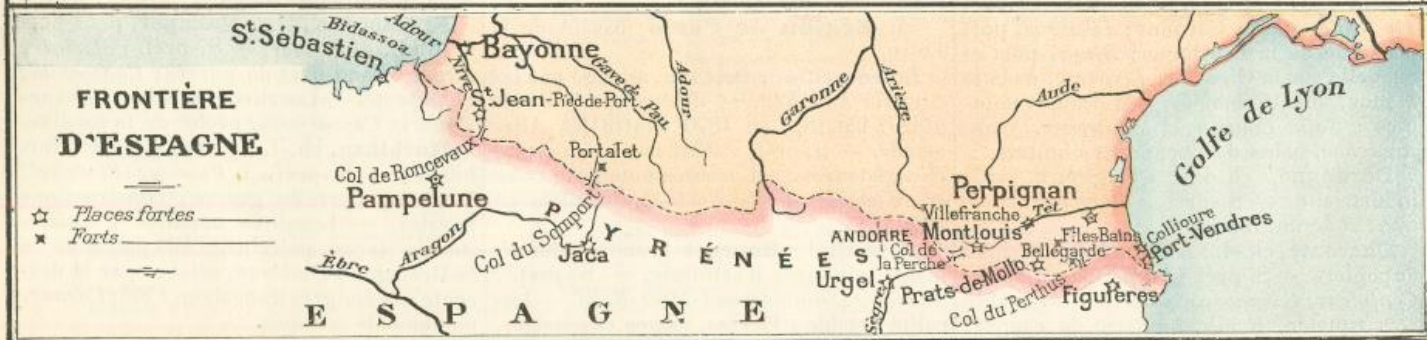 FRONTIÈRE
D'ESPAGNE
Places fortes
Forts
St. Sébastien
Bidassoa
Adour
Bayonne
Nive
St. Jean-Pied-de-Port
Gave de Pau
Adour
Garonne
Ariège
Aude
Golfe de Lyon
Col de Roncevaux
Pampelune
Portalet
Col du Somport
Jaca
Aragon
Èbre
PYRÉNÉES
ESPAGNE
ANDORRE
Urgel
Sègre
Col de
la Perche
Villefranche
Montlouis
Perpignan
Têt
Prats-de-Mollo
Bellegarde
F.t les-Bains
Collioure
Port-Vendres
Col du Perthus
Figuières